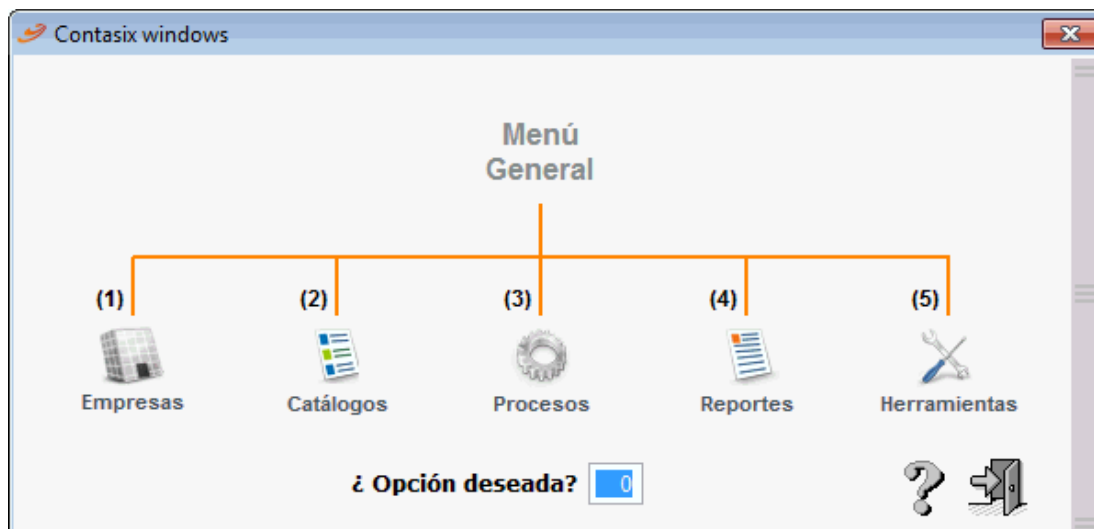 Contasix windows
Menú
General
(1) (2) (3) (4) (5)
Empresas Catálogos Procesos Reportes Herramientas
¿ Opción deseada? 0